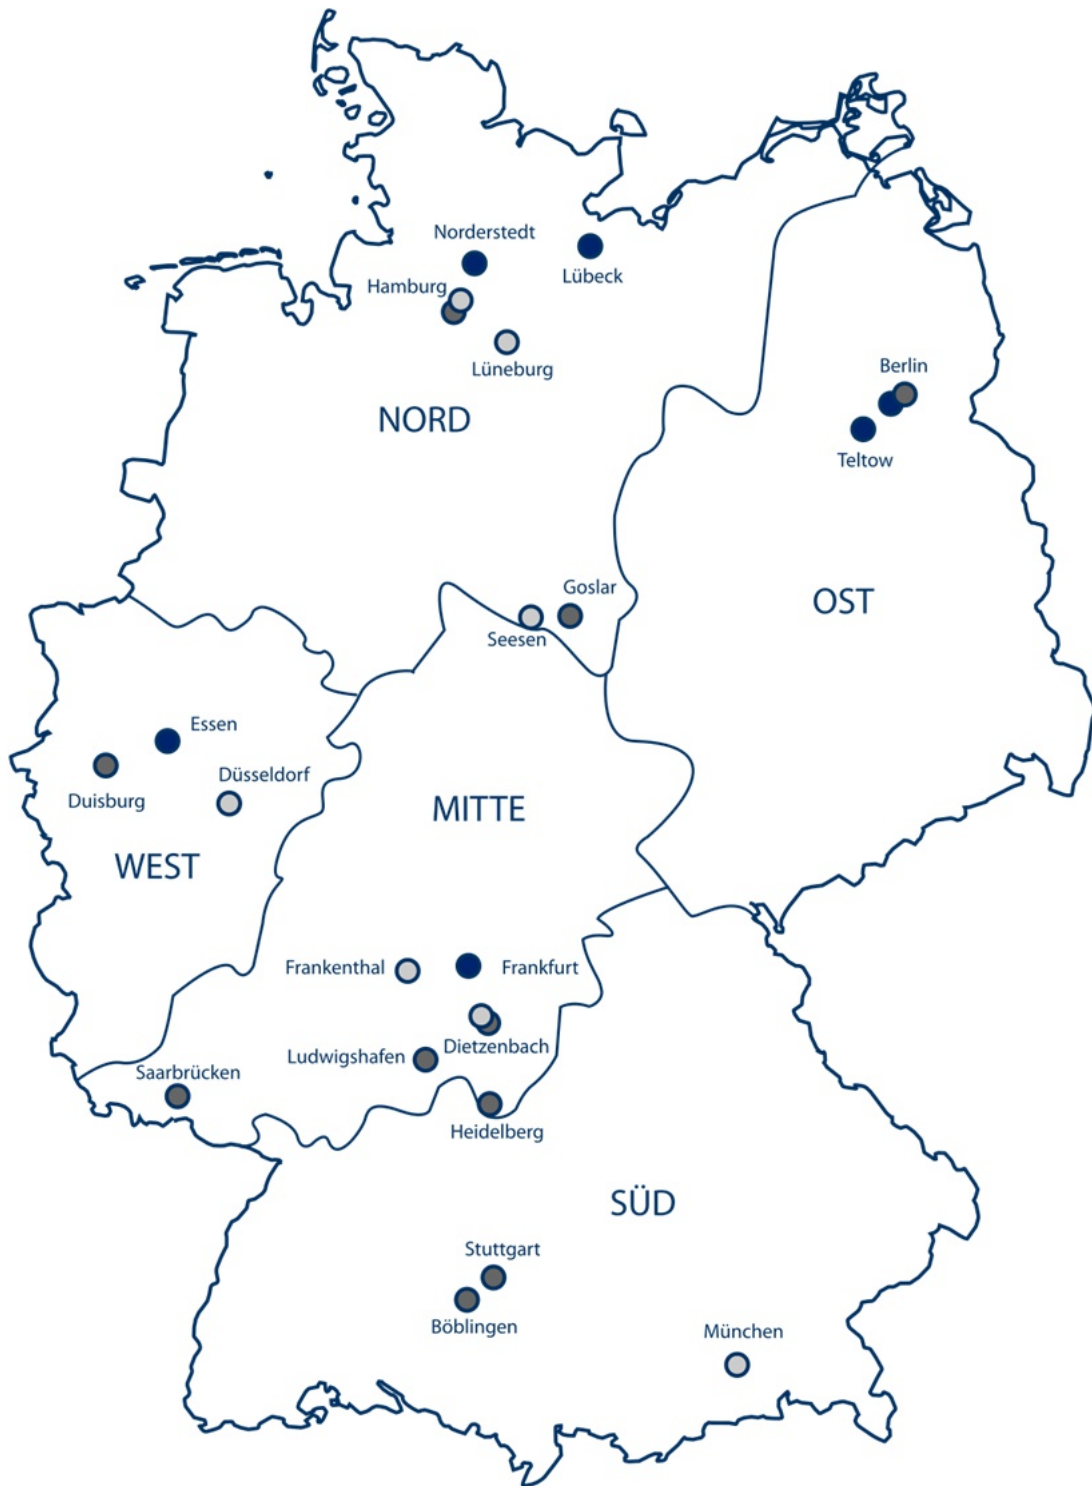 Norderstedt
Lübeck
Hamburg
Lüneburg
Berlin
NORD
Teltow
Goslar
OST
Seesen
Essen
Düsseldorf
Duisburg
MITTE
WEST
Frankenthal
Frankfurt
Dietzenbach
Ludwigshafen
Saarbrücken
Heidelberg
SÜD
Stuttgart
Böblingen
München